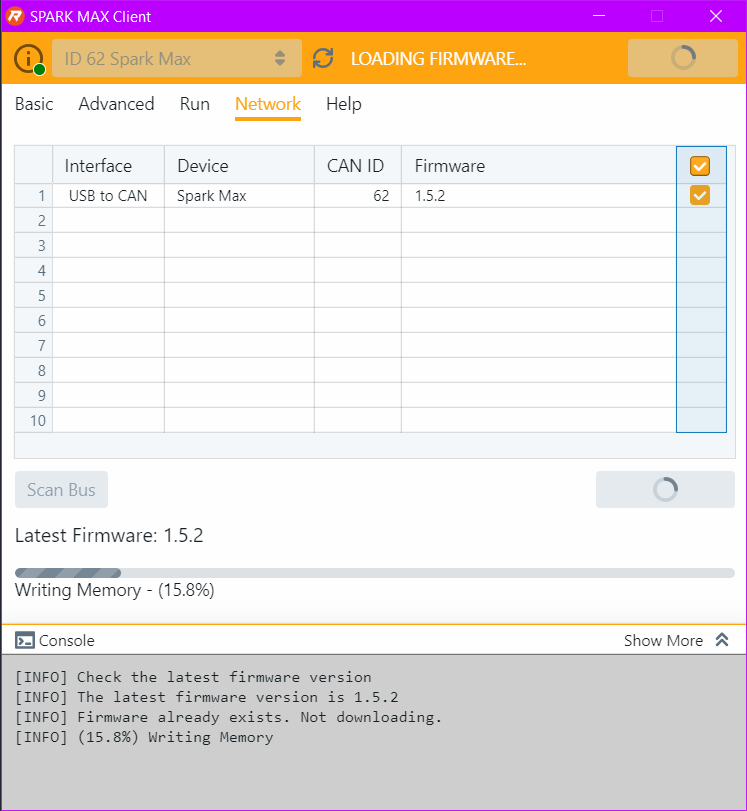 SPARK MAX Client
ID 62 Spark Max LOADING FIRMWARE...
Basic Advanced Run Network Help
Interface Device CAN ID Firmware
1 USB to CAN Spark Max 62 1.5.2
2
3
4
5
6
7
8
9
10
Scan Bus
Latest Firmware: 1.5.2
Writing Memory - (15.8%)
Console Show More
[INFO] Check the latest firmware version
[INFO] The latest firmware version is 1.5.2
[INFO] Firmware already exists. Not downloading.
[INFO] (15.8%) Writing Memory